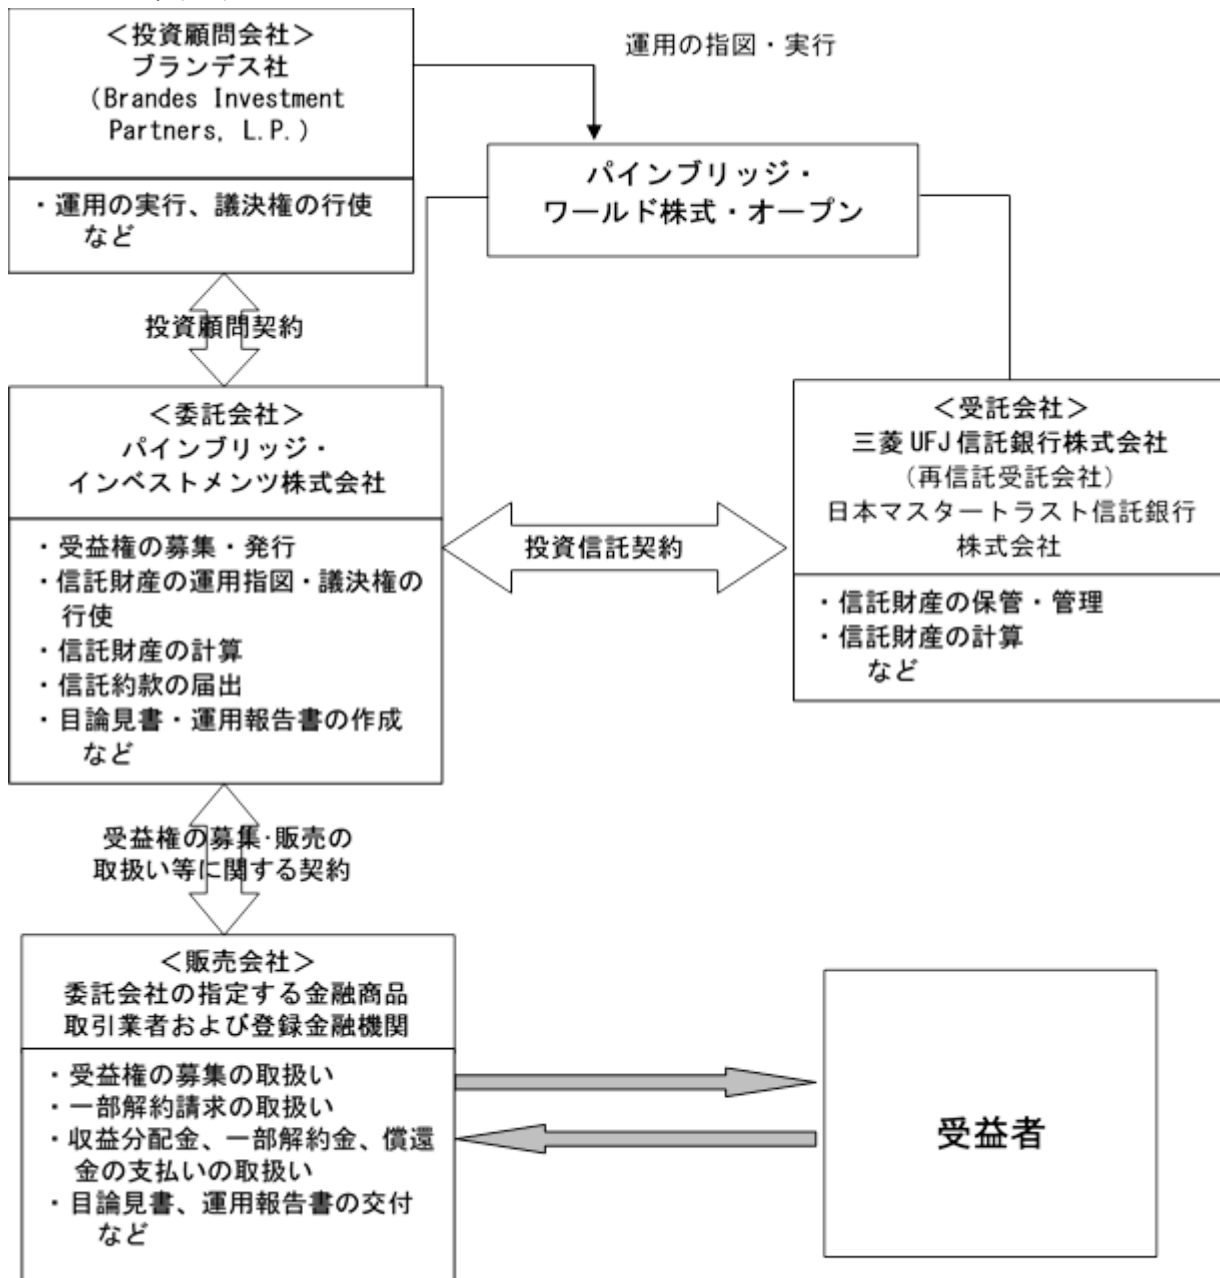 ＜投資顧問会社＞
ブランデス社
(Brandes Investment
Partners, L.P.)
・運用の実行、議決権の行使
など
運用の指図・実行
パインブリッジ・
ワールド株式・オープン
投資顧問契約
＜委託会社＞
パインブリッジ・
インベストメンツ株式会社
・受益権の募集・発行
・信託財産の運用指図・議決権の
行使
・信託財産の計算
・信託約款の届出
・目論見書・運用報告書の作成
など
投資信託契約
＜受託会社＞
三菱UFJ信託銀行株式会社
（再信託受託会社）
日本マスタートラスト信託銀行
株式会社
・信託財産の保管・管理
・信託財産の計算
など
受益権の募集・販売の
取扱い等に関する契約
＜販売会社＞
委託会社の指定する金融商品
取引業者および登録金融機関
・受益権の募集の取扱い
・一部解約請求の取扱い
・収益分配金、一部解約金、償還
金の支払いの取扱い
・目論見書、運用報告書の交付
など
受益者